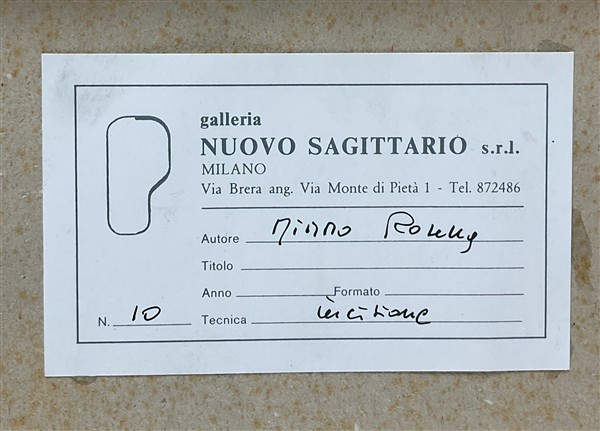 galleria
NUOVO SAGITTARIO s.r.l.
MILANO
Via Brera ang. Via Monte di Pietà 1 - Tel. 872486
Autore Mimmo
Titolo
Anno Formato
N. 10 Tecnica incisione